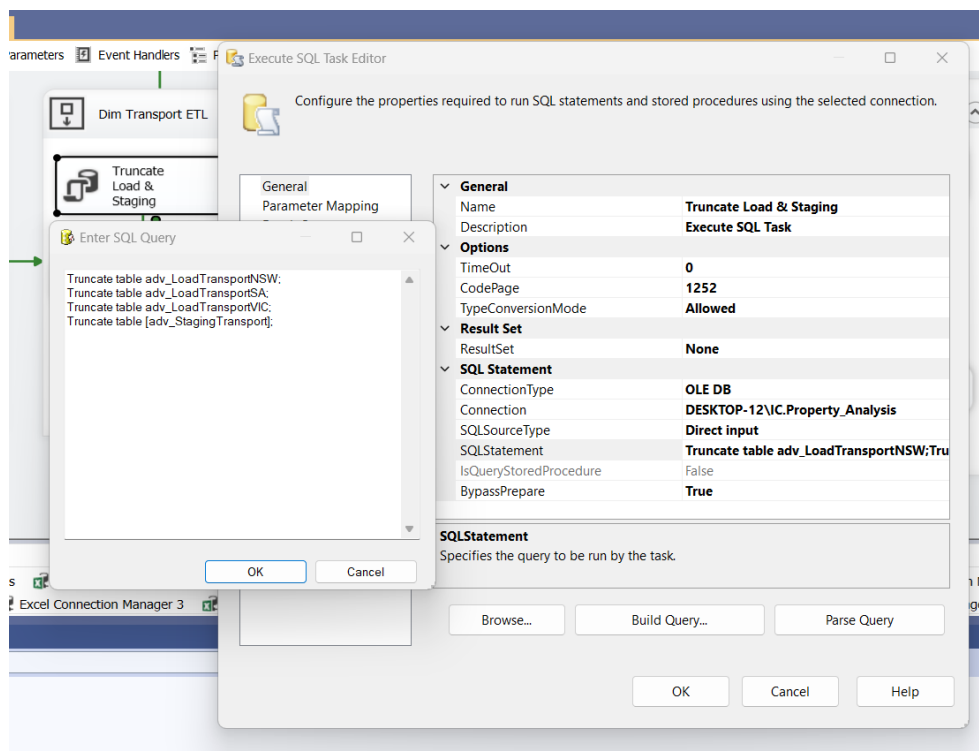 Parameters Event Handlers
Execute SQL Task Editor
Configure the properties required to run SQL statements and stored procedures using the selected connection.
Dim Transport ETL
Truncate
Load &
Staging
General
Parameter Mapping
General
Name Truncate Load & Staging
Description Execute SQL Task
Options
TimeOut 0
CodePage 1252
TypeConversionMode Allowed
Result Set
ResultSet None
SQL Statement
ConnectionType OLE DB
Connection DESKTOP-12\IC.Property_Analysis
SQLSourceType Direct input
SQLStatement Truncate table adv_LoadTransportNSW;Tru
IsQueryStoredProcedure False
BypassPrepare True
SQLStatement
Specifies the query to be run by the task.
Enter SQL Query
Truncate table adv_LoadTransportNSW;
Truncate table adv_LoadTransportSA;
Truncate table adv_LoadTransportVIC;
Truncate table [adv_StagingTransport];
OK Cancel
Excel Connection Manager 3
Browse... Build Query... Parse Query
OK Cancel Help